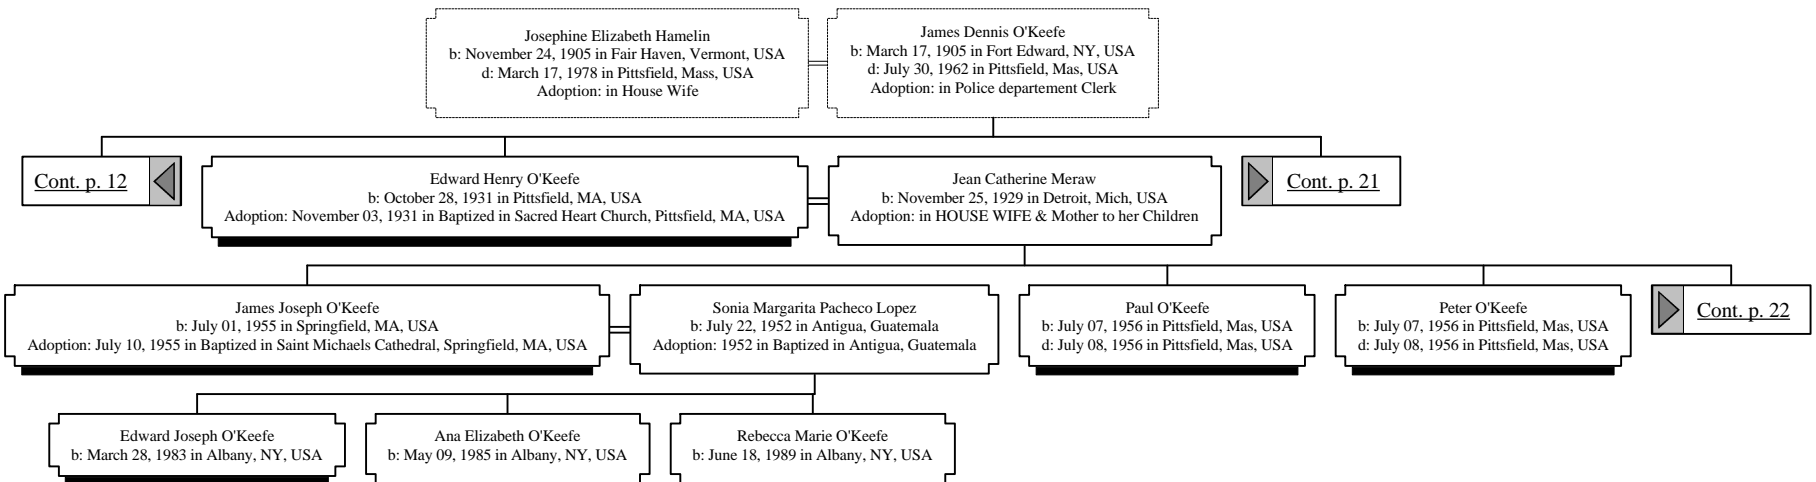 Josephine Elizabeth Hamelin
b: November 24, 1905 in Fair Haven, Vermont, USA
d: March 17, 1978 in Pittsfield, Mass, USA
Adoption: in House Wife
James Dennis O'Keefe
b: March 17, 1905 in Fort Edward, NY, USA
d: July 30, 1962 in Pittsfield, Mas, USA
Adoption: in Police departement Clerk
Cont. p. 12
Edward Henry O'Keefe
b: October 28, 1931 in Pittsfield, MA, USA
Adoption: November 03, 1931 in Baptized in Sacred Heart Church, Pittsfield, MA, USA
Jean Catherine Meraw
b: November 25, 1929 in Detroit, Mich, USA
Adoption: in HOUSE WIFE & Mother to her Children
Cont. p. 21
James Joseph O'Keefe
b: July 01, 1955 in Springfield, MA, USA
Adoption: July 10, 1955 in Baptized in Saint Michaels Cathedral, Springfield, MA, USA
Sonia Margarita Pacheco Lopez
b: July 22, 1952 in Antigua, Guatemala
Adoption: 1952 in Baptized in Antigua, Guatemala
Paul O'Keefe
b: July 07, 1956 in Pittsfield, Mas, USA
d: July 08, 1956 in Pittsfield, Mas, USA
Peter O'Keefe
b: July 07, 1956 in Pittsfield, Mas, USA
d: July 08, 1956 in Pittsfield, Mas, USA
Cont. p. 22
Edward Joseph O'Keefe
b: March 28, 1983 in Albany, NY, USA
Ana Elizabeth O'Keefe
b: May 09, 1985 in Albany, NY, USA
Rebecca Marie O'Keefe
b: June 18, 1989 in Albany, NY, USA